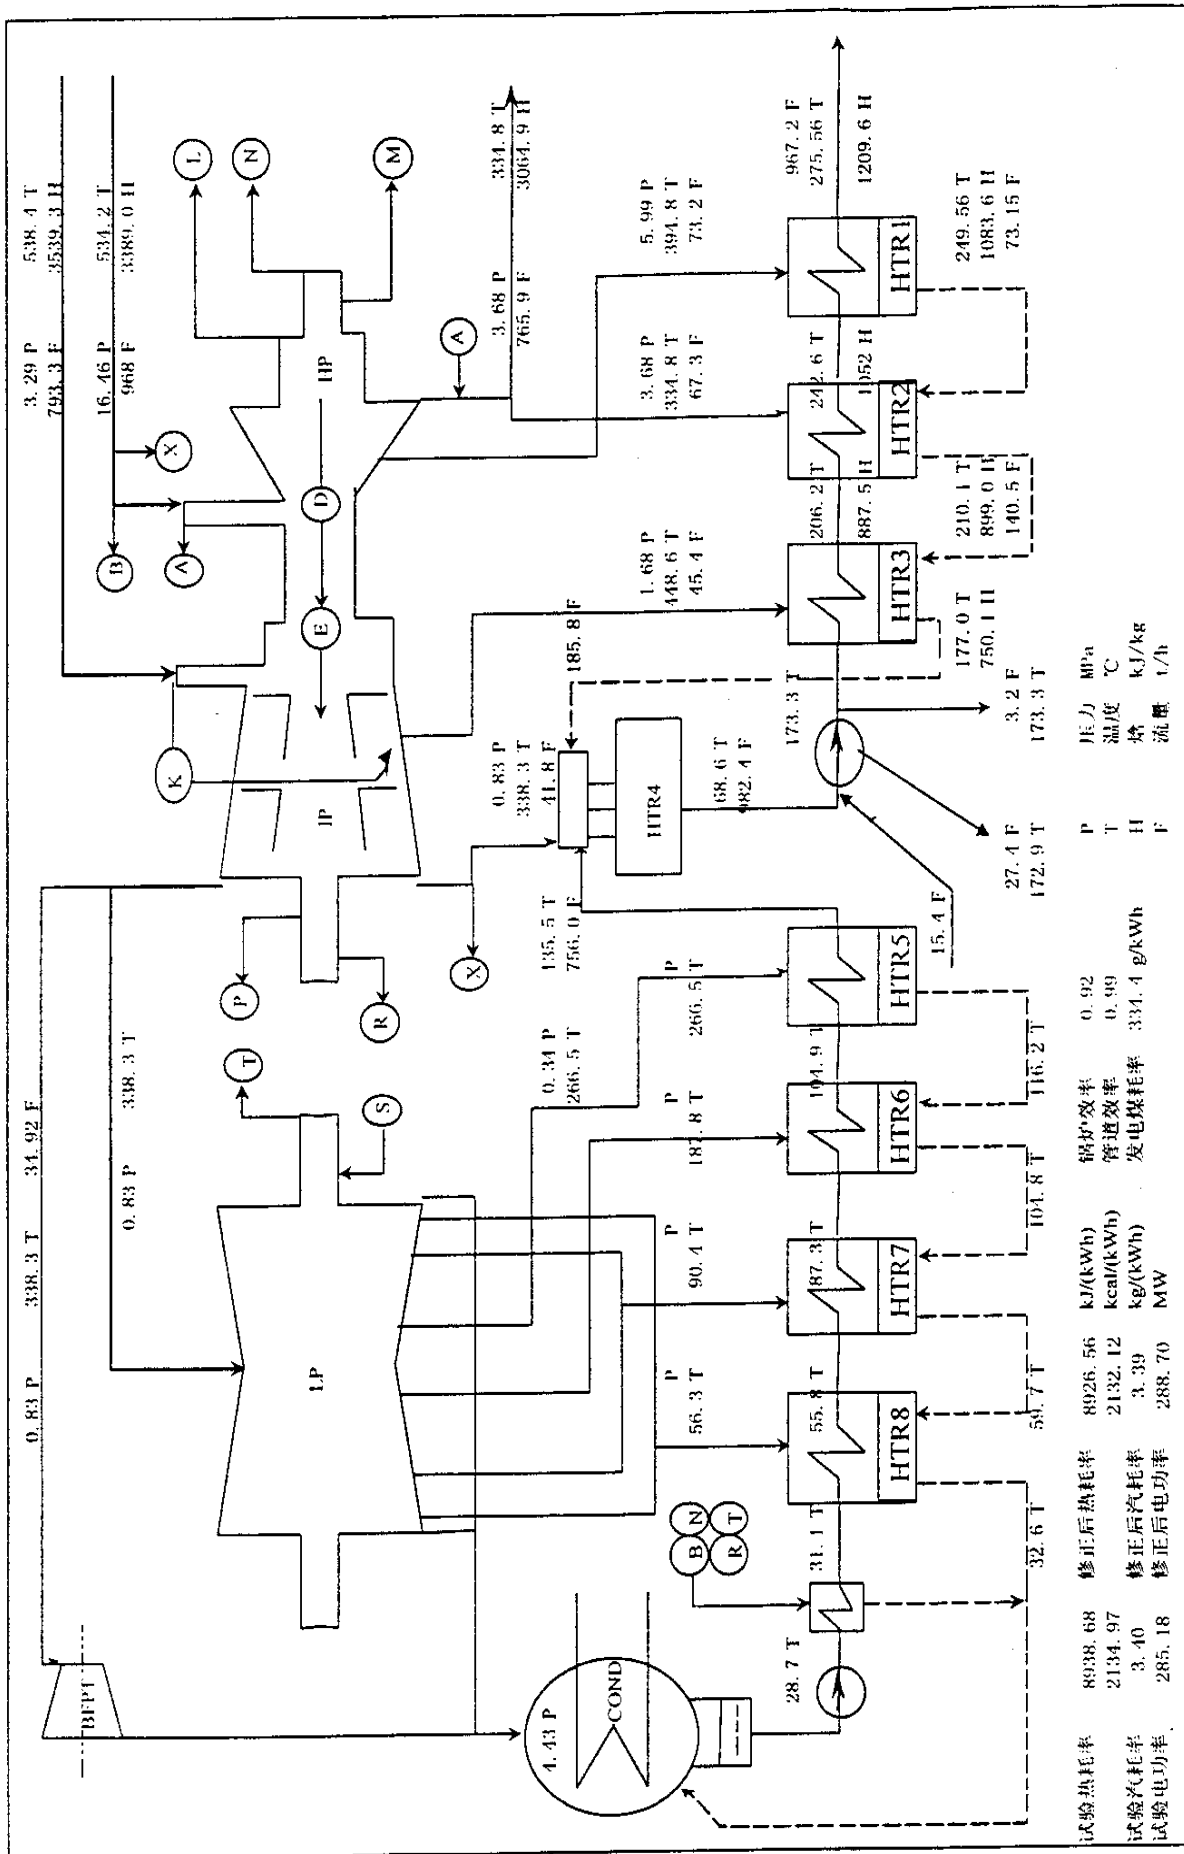 0.83 P 338.3 T 34.92 F
3.29 P 538.4 T
793.3 F 3539.3 H
BFPT
16.46 P 534.2 T
968 F 3389.0 H
B
0.83 P 338.3 T
X
A
K
L
P
T
N
LP
IP
E
D
HP
R
S
M
A
X
4.43 P
COND
0.34 P
266.5 T
0.83 P
338.3 T
41.8 F
3.68 P 334.8 T
765.9 F 3064.9 H
135.5 T
756.0 F
185.8 F
HTR4
P
56.3 T
P
90.4 T
187.8 T
P
266.5 T
1.68 P
448.6 T
45.4 F
3.68 P
334.8 T
67.3 F
5.99 P
394.8 T
73.2 F
B N
R T
68.6 T
982.4 F
28.7 T
31.1 T
55.8 T
87.3 T
104.9 T
173.3 T
206.2 T
887.5 H
242.6 T
1052 H
967.2 F
275.56 T
1209.6 H
HTR8
HTR7
HTR6
HTR5
HTR3
HTR2
HTR1
15.4 F
32.6 T
59.7 T
104.8 T
116.2 T
27.4 F
172.9 T
3.2 F
173.3 T
177.0 T
750.1 H
210.1 T
899.0 H
140.5 F
249.56 T
1083.6 H
73.15 F
试验热耗率 8938.68 修正后热耗率 8926.56 kJ/(kWh) 锅炉效率 0.92 P 压力 MPa
2134.97 2132.12 kcal/(kWh) 管道效率 0.99 T 温度 ℃
试验汽耗率 3.40 修正后汽耗率 3.39 kg/(kWh) 发电煤耗率 334.4 g/kWh H 焓 kJ/kg
试验电功率 285.18 修正后电功率 288.70 MW F 流量 t/h